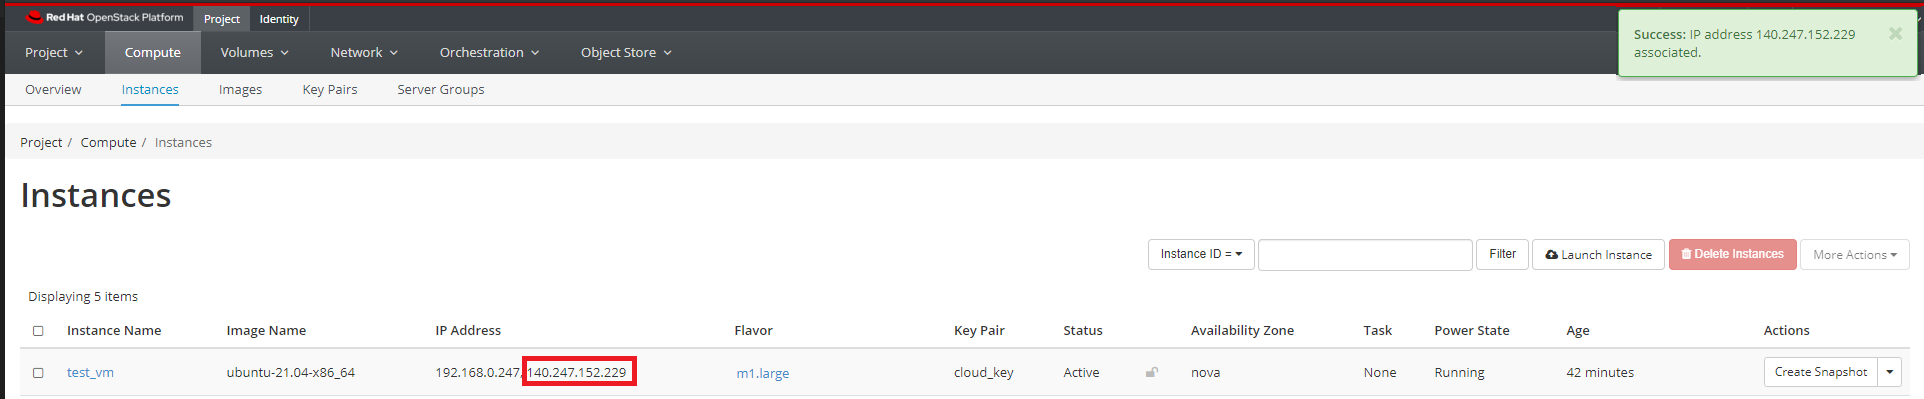 Red Hat OpenStack Platform Project Identity
Project Compute Volumes Network Orchestration Object Store
Success: IP address 140.247.152.229
associated.
Overview Instances Images Key Pairs Server Groups
Project / Compute / Instances
Instances
Instance ID = Filter Launch Instance Delete Instances More Actions
Displaying 5 items
Instance Name Image Name IP Address Flavor Key Pair Status Availability Zone Task Power State Age Actions
test_vm ubuntu-21.04-x86_64 192.168.0.247, 140.247.152.229 m1.large cloud_key Active nova None Running 42 minutes Create Snapshot